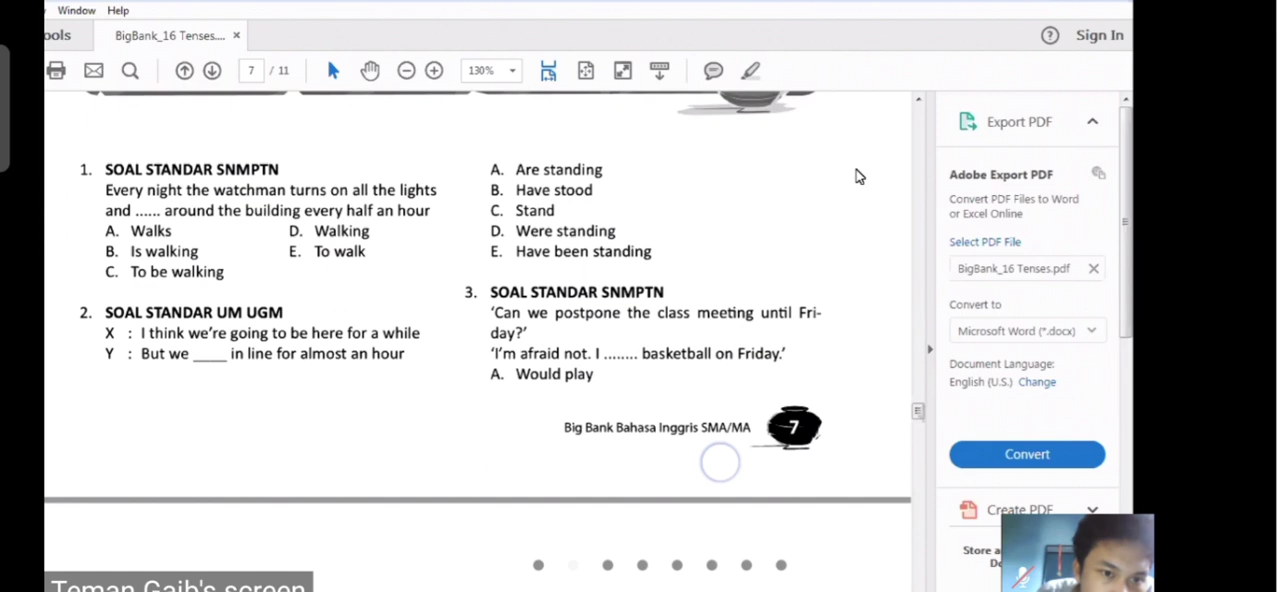 Window Help
ools
BigBank_16 Tenses.... ×
Sign In
7 / 11
130%
1. SOAL STANDAR SNMPTN
Every night the watchman turns on all the lights
and ...... around the building every half an hour
A. Walks D. Walking
B. Is walking E. To walk
C. To be walking
2. SOAL STANDAR UM UGM
X : I think we're going to be here for a while
Y : But we ____ in line for almost an hour
A. Are standing
B. Have stood
C. Stand
D. Were standing
E. Have been standing
3. SOAL STANDAR SNMPTN
'Can we postpone the class meeting until Fri-
day?'
'I'm afraid not. I ........ basketball on Friday.'
A. Would play
Big Bank Bahasa Inggris SMA/MA 7
Export PDF
Adobe Export PDF
Convert PDF Files to Word
or Excel Online
Select PDF File
BigBank_16 Tenses.pdf
Convert to
Microsoft Word (*.docx)
Document Language:
English (U.S.) Change
Convert
Create PDF
Store a
Teman Gaib's screen